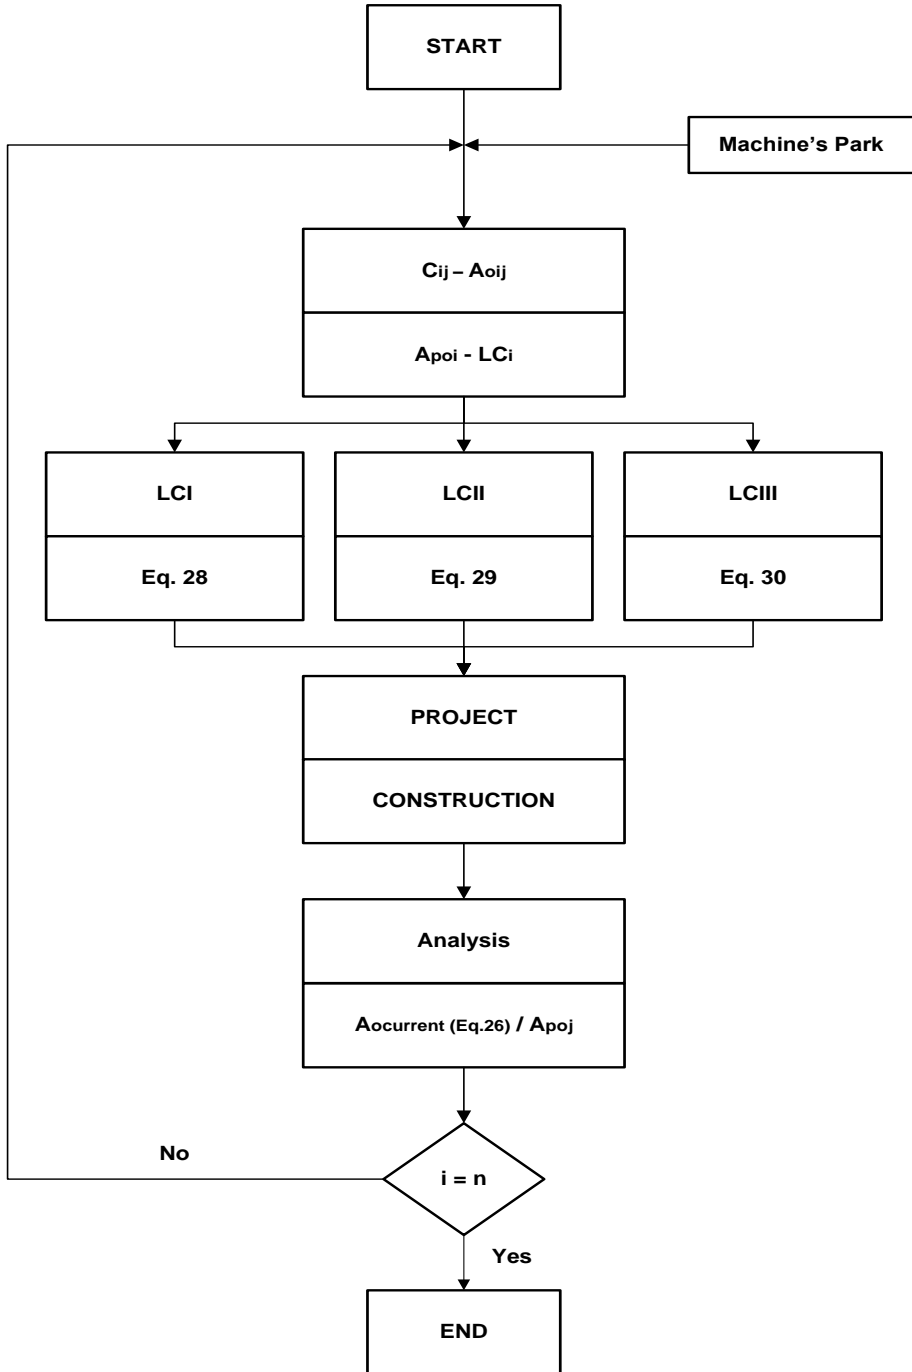 START
Machine’s Park
Cij – Aoij
Apoi - LCi
LCI
LCII
LCIII
Eq. 28
Eq. 29
Eq. 30
PROJECT
CONSTRUCTION
Analysis
Aocurrent (Eq.26) / Apoj
No
i = n
Yes
END